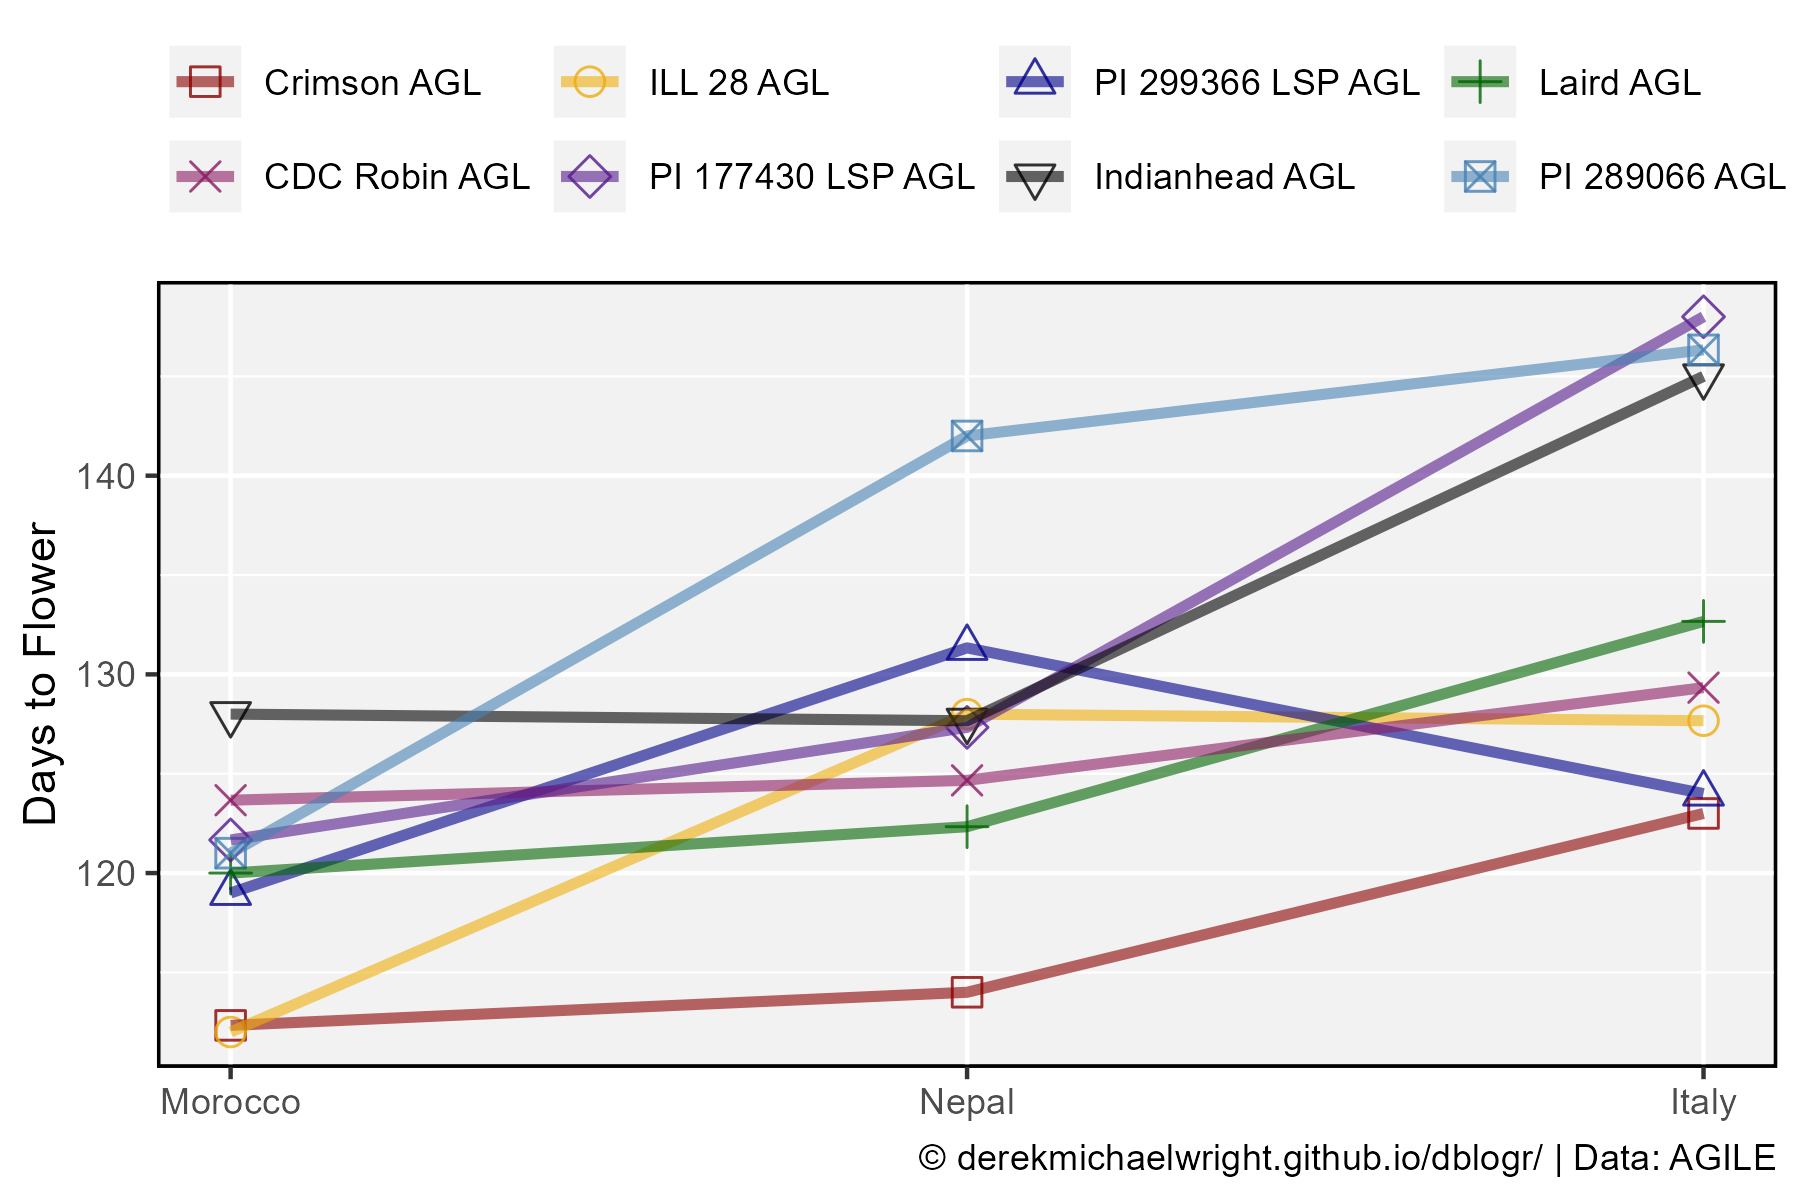 Crimson AGL ILL 28 AGL PI 299366 LSP AGL Laird AGL
CDC Robin AGL PI 177430 LSP AGL Indianhead AGL PI 289066 AGL
Days to Flower
140
130
120
Morocco Nepal Italy
© derekmichaelwright.github.io/dblogr/ | Data: AGILE